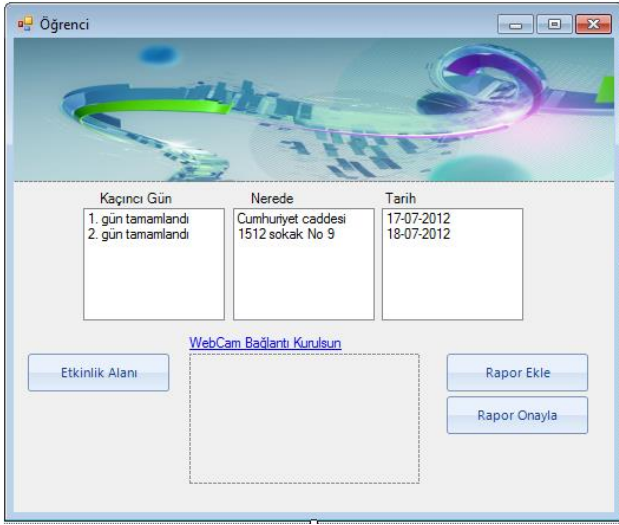 Öğrenci
Kaçıncı Gün Nerede Tarih
1. gün tamamlandı Cumhuriyet caddesi 17-07-2012
2. gün tamamlandı 1512 sokak No 9 18-07-2012
WebCam Bağlantı Kurulsun
Etkinlik Alanı Rapor Ekle
Rapor Onayla